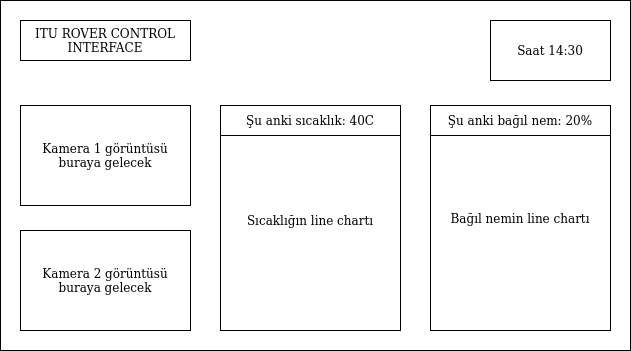 ITU ROVER CONTROL
INTERFACE
Saat 14:30
Kamera 1 görüntüsü
buraya gelecek
Şu anki sıcaklık: 40C
Şu anki bağıl nem: 20%
Sıcaklığın line chartı
Bağıl nemin line chartı
Kamera 2 görüntüsü
buraya gelecek